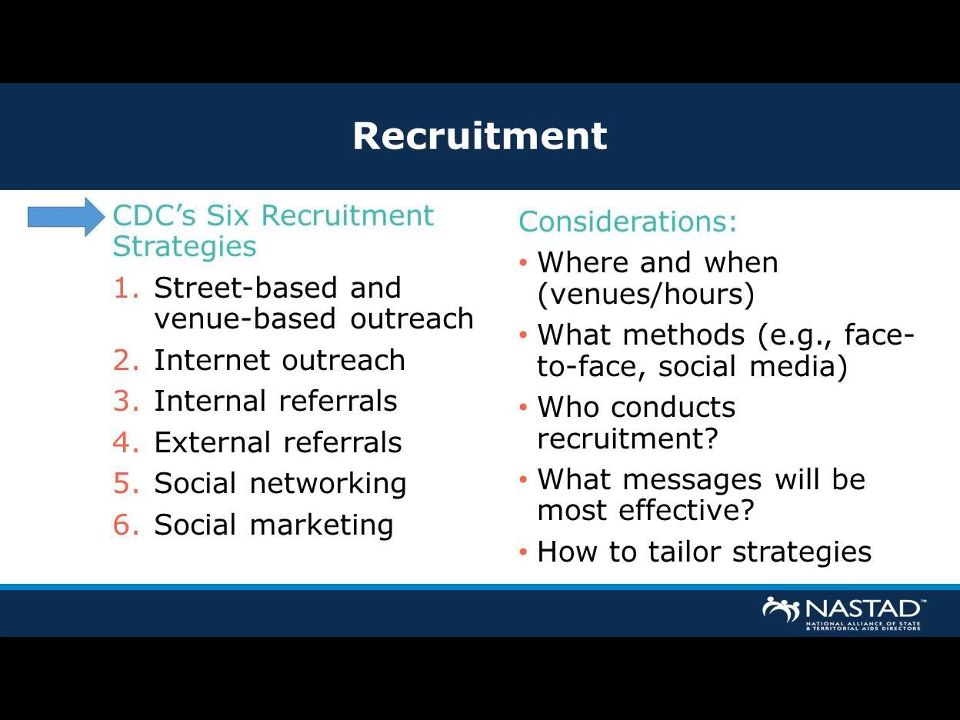 Recruitment
CDC’s Six Recruitment
Strategies
1. Street-based and
venue-based outreach
2. Internet outreach
3. Internal referrals
4. External referrals
5. Social networking
6. Social marketing
Considerations:
• Where and when
(venues/hours)
• What methods (e.g., face-
to-face, social media)
• Who conducts
recruitment?
• What messages will be
most effective?
• How to tailor strategies
NASTAD™
NATIONAL ALLIANCE OF STATE
& TERRITORIAL AIDS DIRECTORS